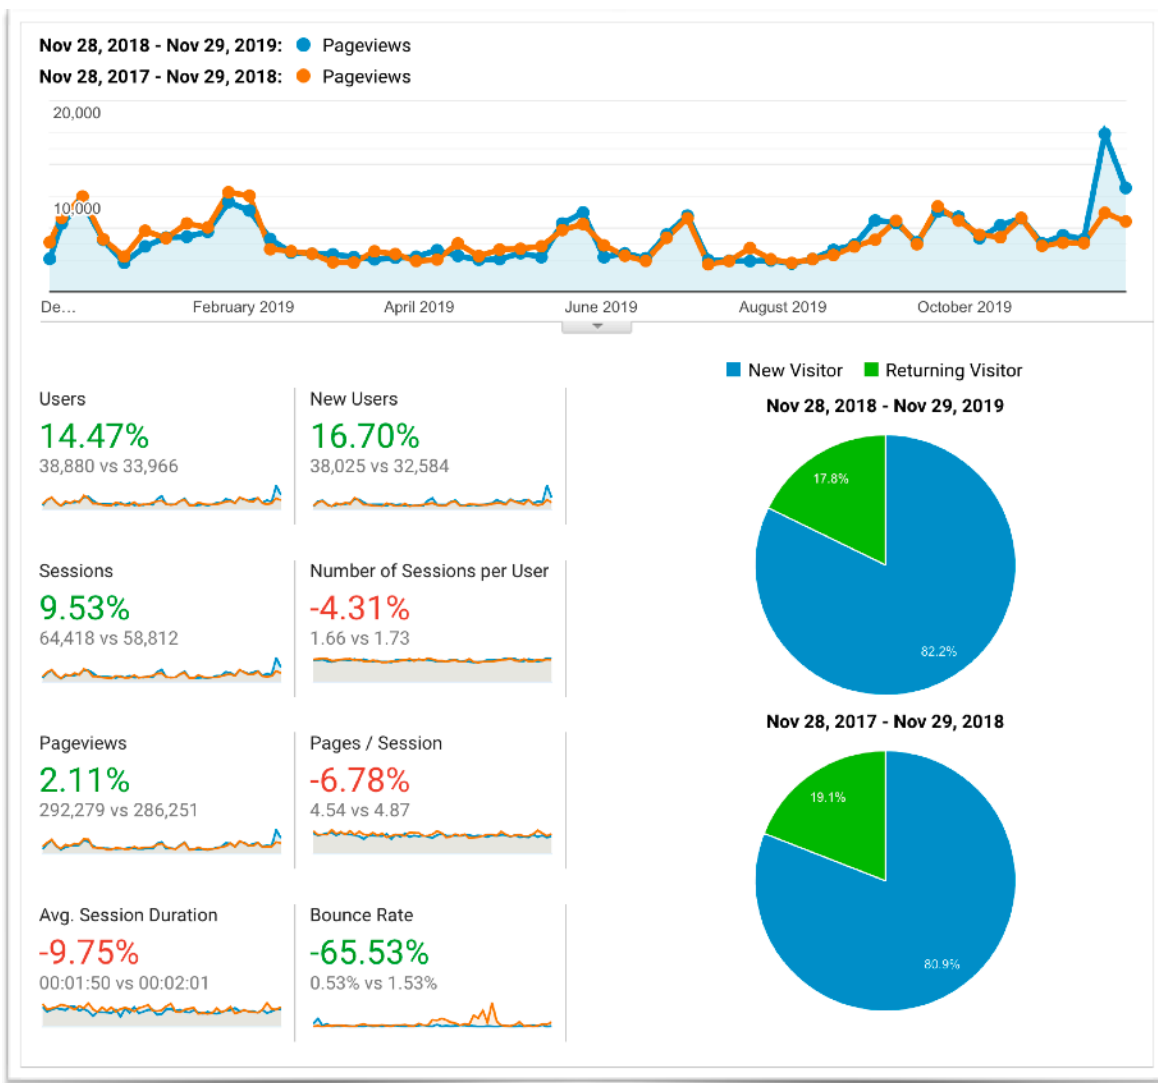 Nov 28, 2018 - Nov 29, 2019: Pageviews
Nov 28, 2017 - Nov 29, 2018: Pageviews
20,000
10,000
De... February 2019 April 2019 June 2019 August 2019 October 2019
New Visitor Returning Visitor
Nov 28, 2018 - Nov 29, 2019
17.8%
82.2%
Nov 28, 2017 - Nov 29, 2018
19.1%
80.9%
Users
14.47%
38,880 vs 33,966
New Users
16.70%
38,025 vs 32,584
Sessions
9.53%
64,418 vs 58,812
Number of Sessions per User
-4.31%
1.66 vs 1.73
Pageviews
2.11%
292,279 vs 286,251
Pages / Session
-6.78%
4.54 vs 4.87
Avg. Session Duration
-9.75%
00:01:50 vs 00:02:01
Bounce Rate
-65.53%
0.53% vs 1.53%